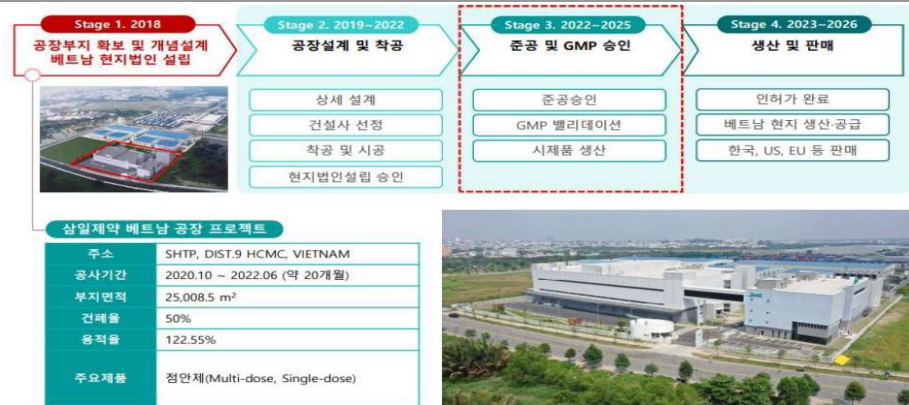 Stage 1. 2018
공장부지 확보 및 개념설계
베트남 현지법인 설립
Stage 2. 2019~2022
공장설계 및 착공
상세 설계
건설사 선정
착공 및 시공
현지법인설립 승인
Stage 3. 2022~2025
준공 및 GMP 승인
준공승인
GMP 밸리데이션
시제품 생산
Stage 4. 2023~2026
생산 및 판매
인허가 완료
베트남 현지 생산·공급
한국, US, EU 등 판매
삼일제약 베트남 공장 프로젝트
주소 SHTP, DIST.9 HCMC, VIETNAM
공사기간 2020.10 ~ 2022.06 (약 20개월)
부지면적 25,008.5 m²
건폐율 50%
용적율 122.55%
주요제품 점안제(Multi-dose, Single-dose)